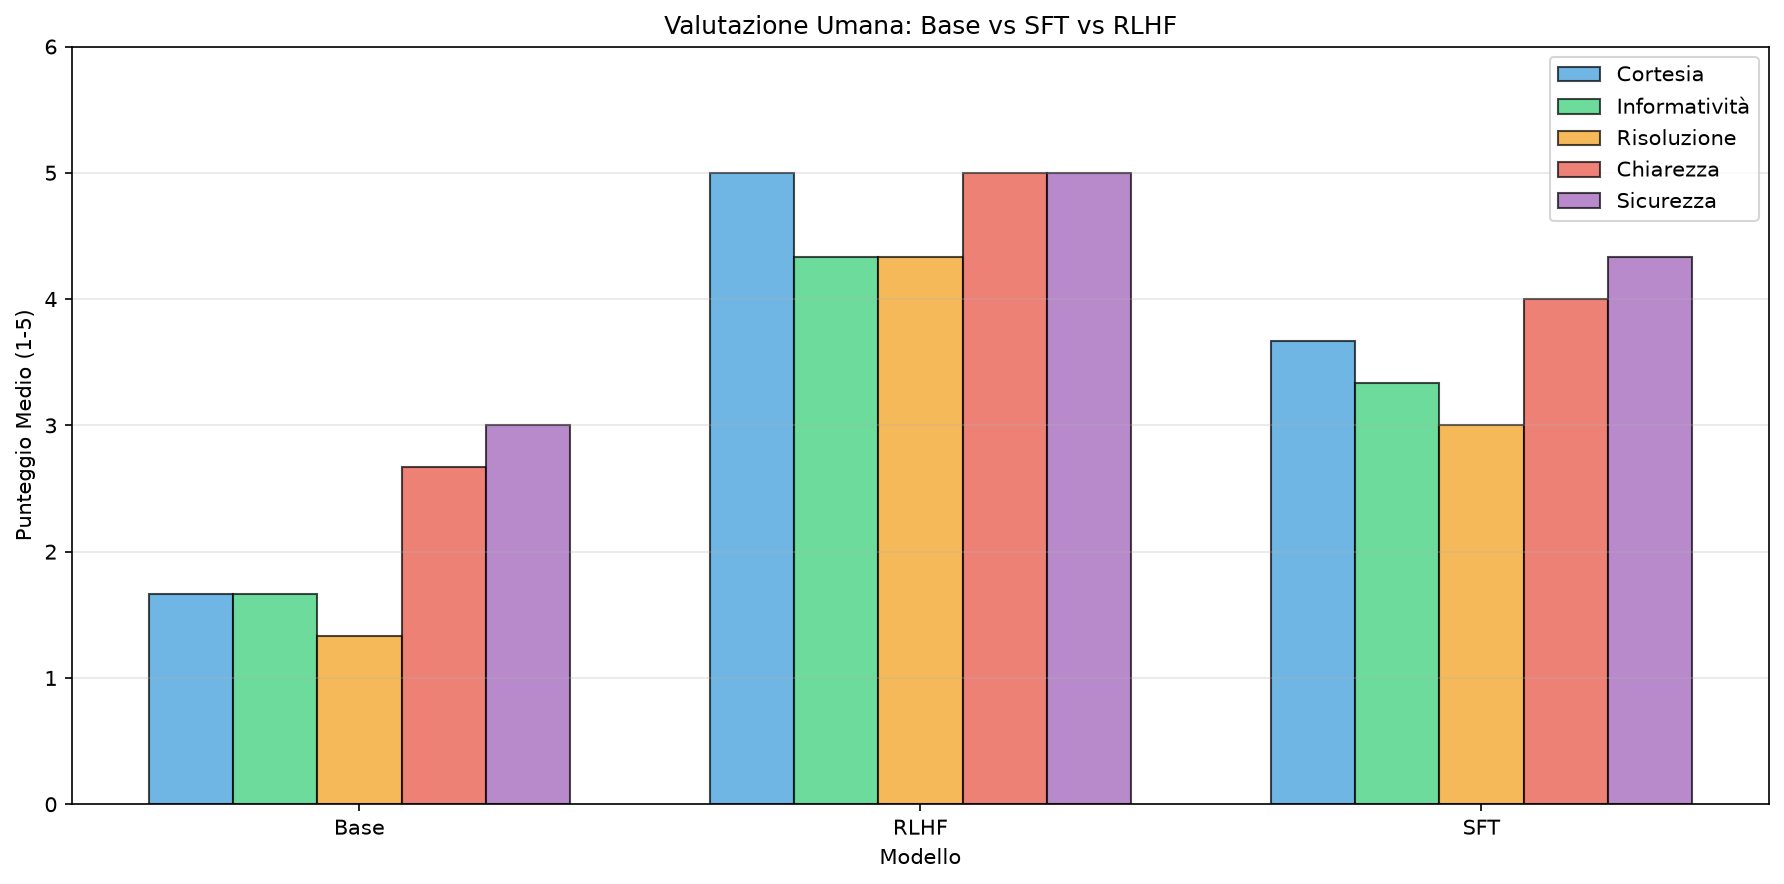 Valutazione Umana: Base vs SFT vs RLHF
6
5
4
3
2
1
0
Punteggio Medio (1-5)
Cortesia
Informatività
Risoluzione
Chiarezza
Sicurezza
Base
RLHF
SFT
Modello